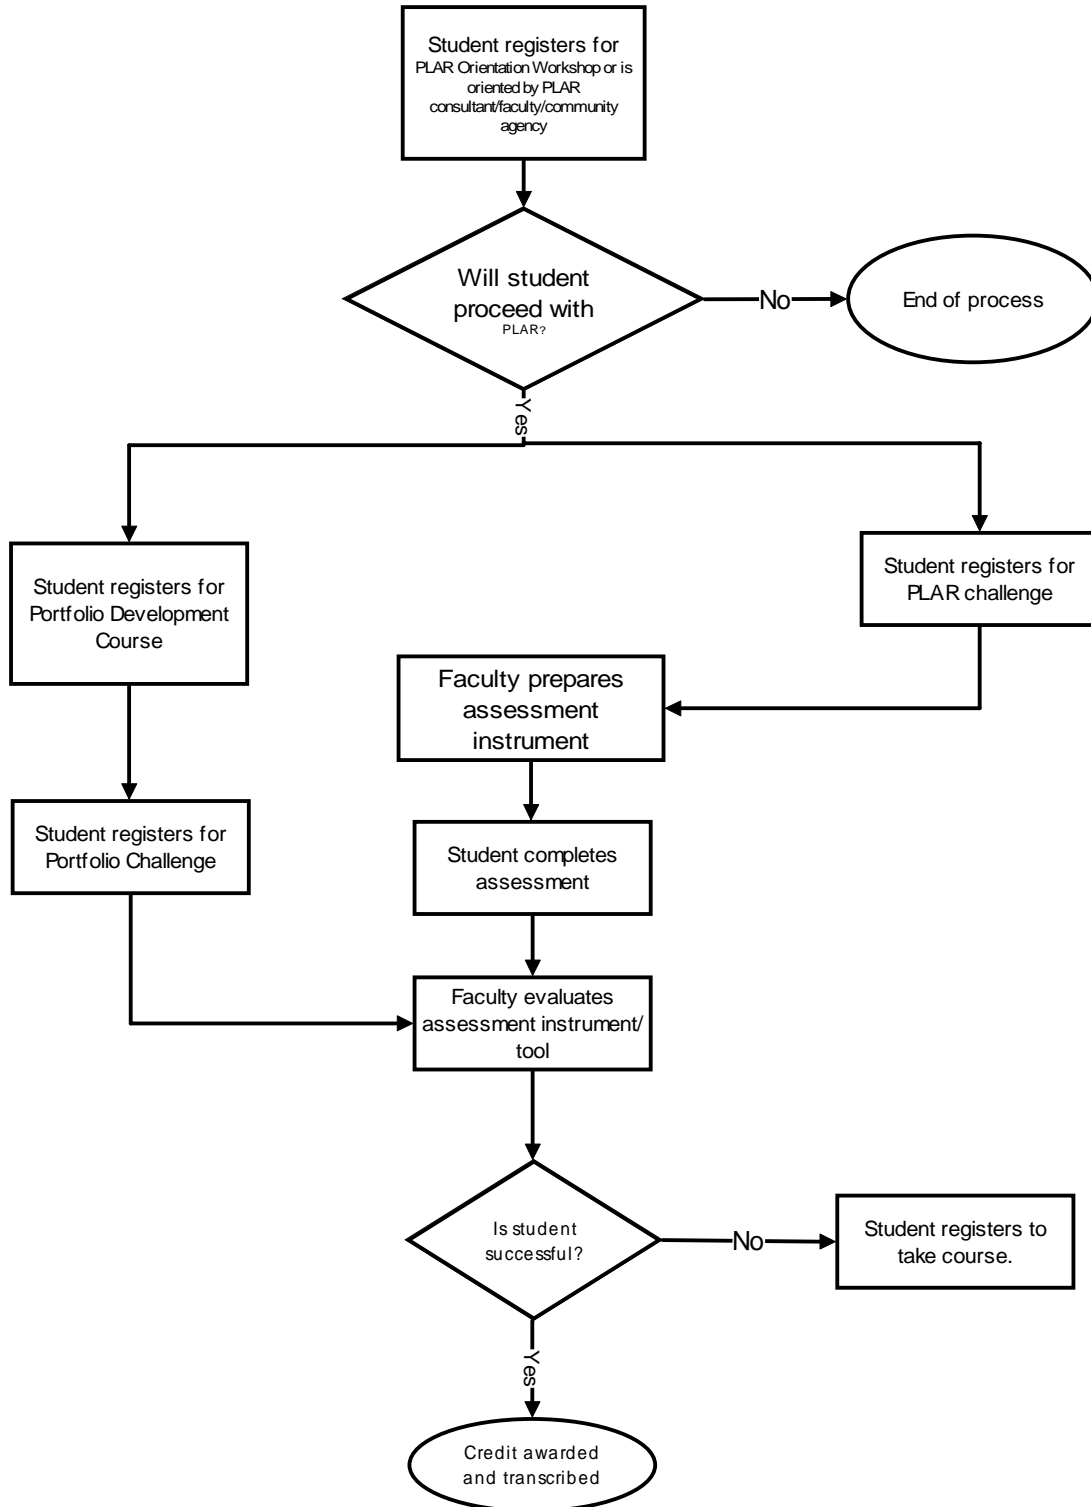 Student registers for
PLAR Orientation Workshop or is
oriented by PLAR
consultant/faculty/community
agency
Will student
proceed with
PLAR?
No
End of process
Yes
Student registers for
Portfolio Development
Course
Student registers for
PLAR challenge
Faculty prepares
assessment
instrument
Student registers for
Portfolio Challenge
Student completes
assessment
Faculty evaluates
assessment instrument/
tool
Is student
successful?
No
Student registers to
take course.
Yes
Credit awarded
and transcribed